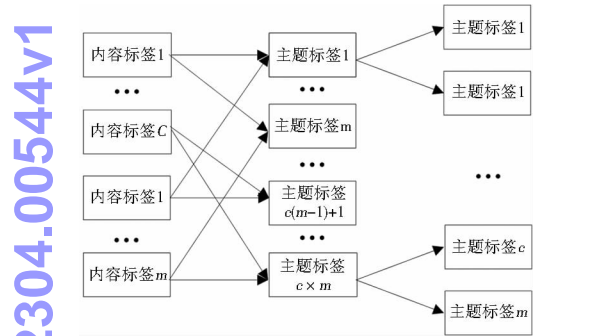 2304.00544v1
内容标签1
•••
内容标签C
内容标签1
•••
内容标签m
主题标签1
•••
主题标签m
•••
主题标签
c(m−1)+1
•••
主题标签
c × m
主题标签1
主题标签1
•••
主题标签c
主题标签m